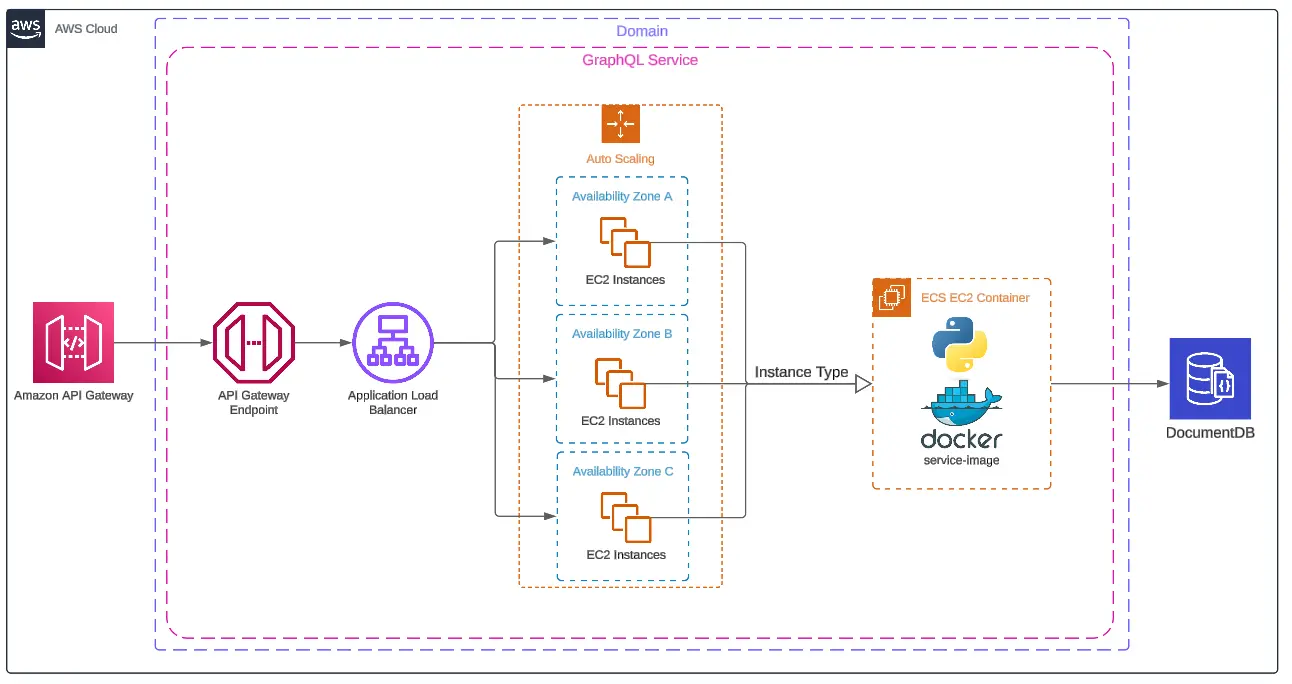 aws
AWS Cloud
Domain
GraphQL Service
Auto Scaling
Availability Zone A
EC2 Instances
Availability Zone B
EC2 Instances
Availability Zone C
EC2 Instances
</>
Amazon API Gateway
API Gateway
Endpoint
Application Load
Balancer
Instance Type
ECS EC2 Container
docker
service-image
{}
DocumentDB